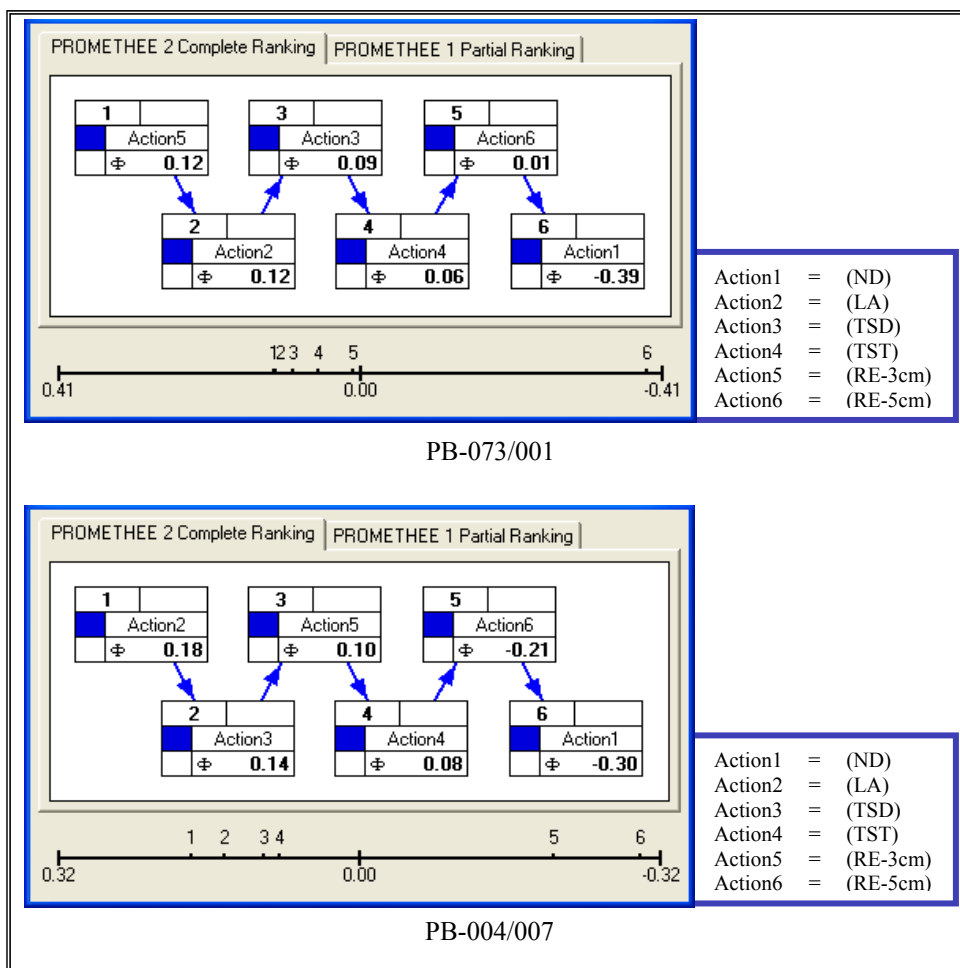 PROMETHEE 2 Complete Ranking PROMETHEE 1 Partial Ranking
1 3 5
Action5 Action3 Action6
Φ 0.12 Φ 0.09 Φ 0.01
2 4 6
Action2 Action4 Action1
Φ 0.12 Φ 0.06 Φ -0.39
1 2 3 4 5 6
0.41 0.00 -0.41
Action1 = (ND)
Action2 = (LA)
Action3 = (TSD)
Action4 = (TST)
Action5 = (RE-3cm)
Action6 = (RE-5cm)
PB-073/001
PROMETHEE 2 Complete Ranking PROMETHEE 1 Partial Ranking
1 3 5
Action2 Action5 Action6
Φ 0.18 Φ 0.10 Φ -0.21
2 4 6
Action3 Action4 Action1
Φ 0.14 Φ 0.08 Φ -0.30
1 2 3 4 5 6
0.32 0.00 -0.32
Action1 = (ND)
Action2 = (LA)
Action3 = (TSD)
Action4 = (TST)
Action5 = (RE-3cm)
Action6 = (RE-5cm)
PB-004/007